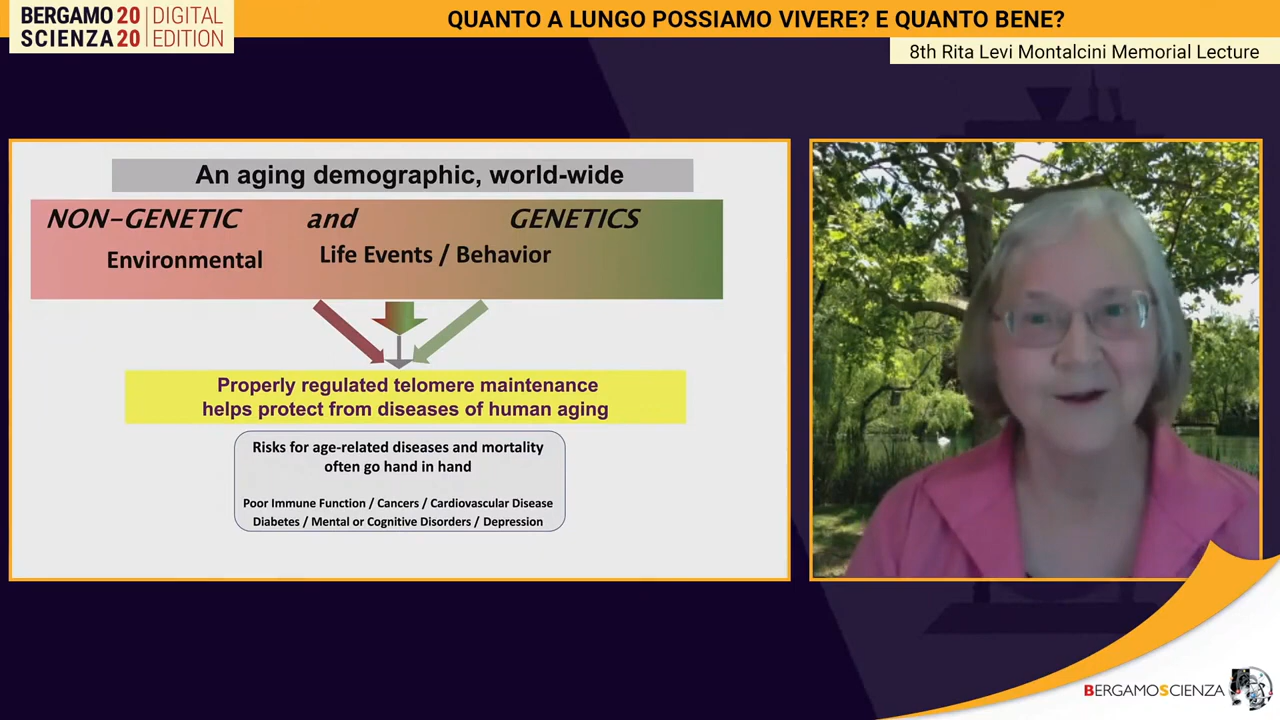 BERGAMO 20 DIGITAL
SCIENZA 20 EDITION
QUANTO A LUNGO POSSIAMO VIVERE? E QUANTO BENE?
8th Rita Levi Montalcini Memorial Lecture
An aging demographic, world-wide
NON-GENETIC and GENETICS
Environmental Life Events / Behavior
Properly regulated telomere maintenance
helps protect from diseases of human aging
Risks for age-related diseases and mortality
often go hand in hand
Poor Immune Function / Cancers / Cardiovascular Disease
Diabetes / Mental or Cognitive Disorders / Depression
BERGAMOSCIENZA